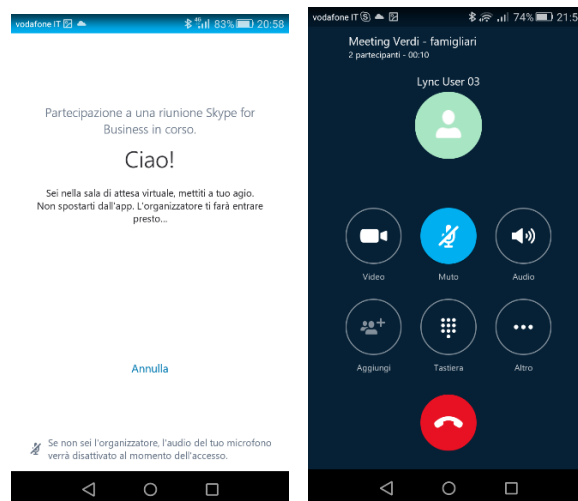 vodafone IT 83% 20:58
Partecipazione a una riunione Skype for
Business in corso.
Ciao!
Sei nella sala di attesa virtuale, mettiti a tuo agio.
Non spostarti dall'app. L'organizzatore ti farà entrare
presto...
Annulla
Se non sei l'organizzatore, l'audio del tuo microfono
verrà disattivato al momento dell'accesso.
vodafone IT 74% 21:5
Meeting Verdi - famigliari
2 partecipanti - 00:10
Lync User 03
Video Muto Audio
Aggiungi Tastiera Altro